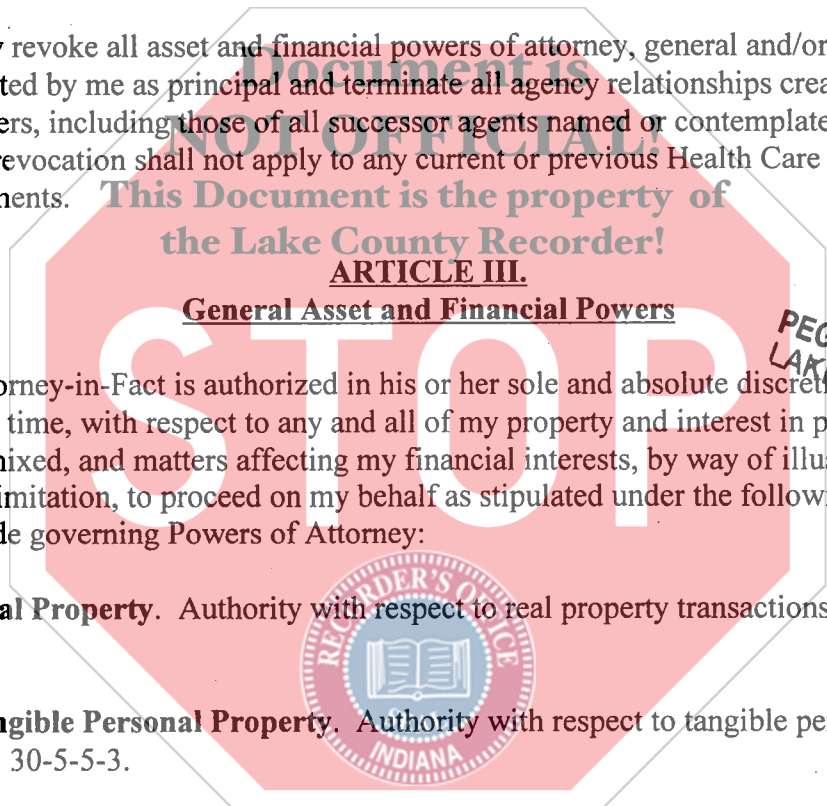 revoke all asset and financial powers of attorney, general and/or
ted by me as principal and terminate all agency relationships crea
Document is
ers, including those of all successor agents named or contemplate
NOT OFFICIAL!
revocation shall not apply to any current or previous Health Care
nents. This Document is the property of
the Lake County Recorder!
ARTICLE III.
General Asset and Financial Powers
PEG
LAK
STOP
orney-in-Fact is authorized in his or her sole and absolute discreti
time, with respect to any and all of my property and interest in p
nixed, and matters affecting my financial interests, by way of illus
imitation, to proceed on my behalf as stipulated under the followi
de governing Powers of Attorney:
al Property. Authority with respect to real property transactions
RECORDER'S OFFICE
ngible Personal Property. Authority with respect to tangible pe
INDIANA
30-5-5-3.